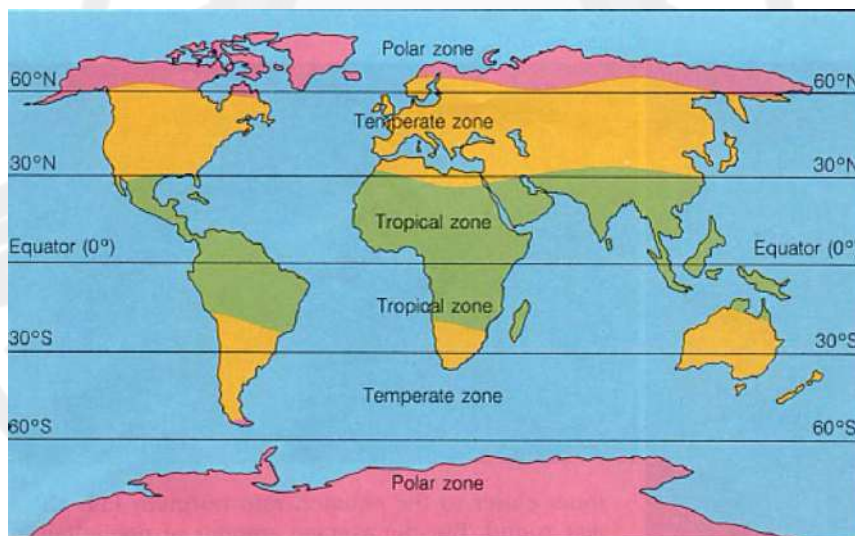 Polar zone
60°N 60°N
Temperate zone
30°N 30°N
Tropical zone
Equator (0°) Equator (0°)
Tropical zone
30°S 30°S
Temperate zone
60°S 60°S
Polar zone